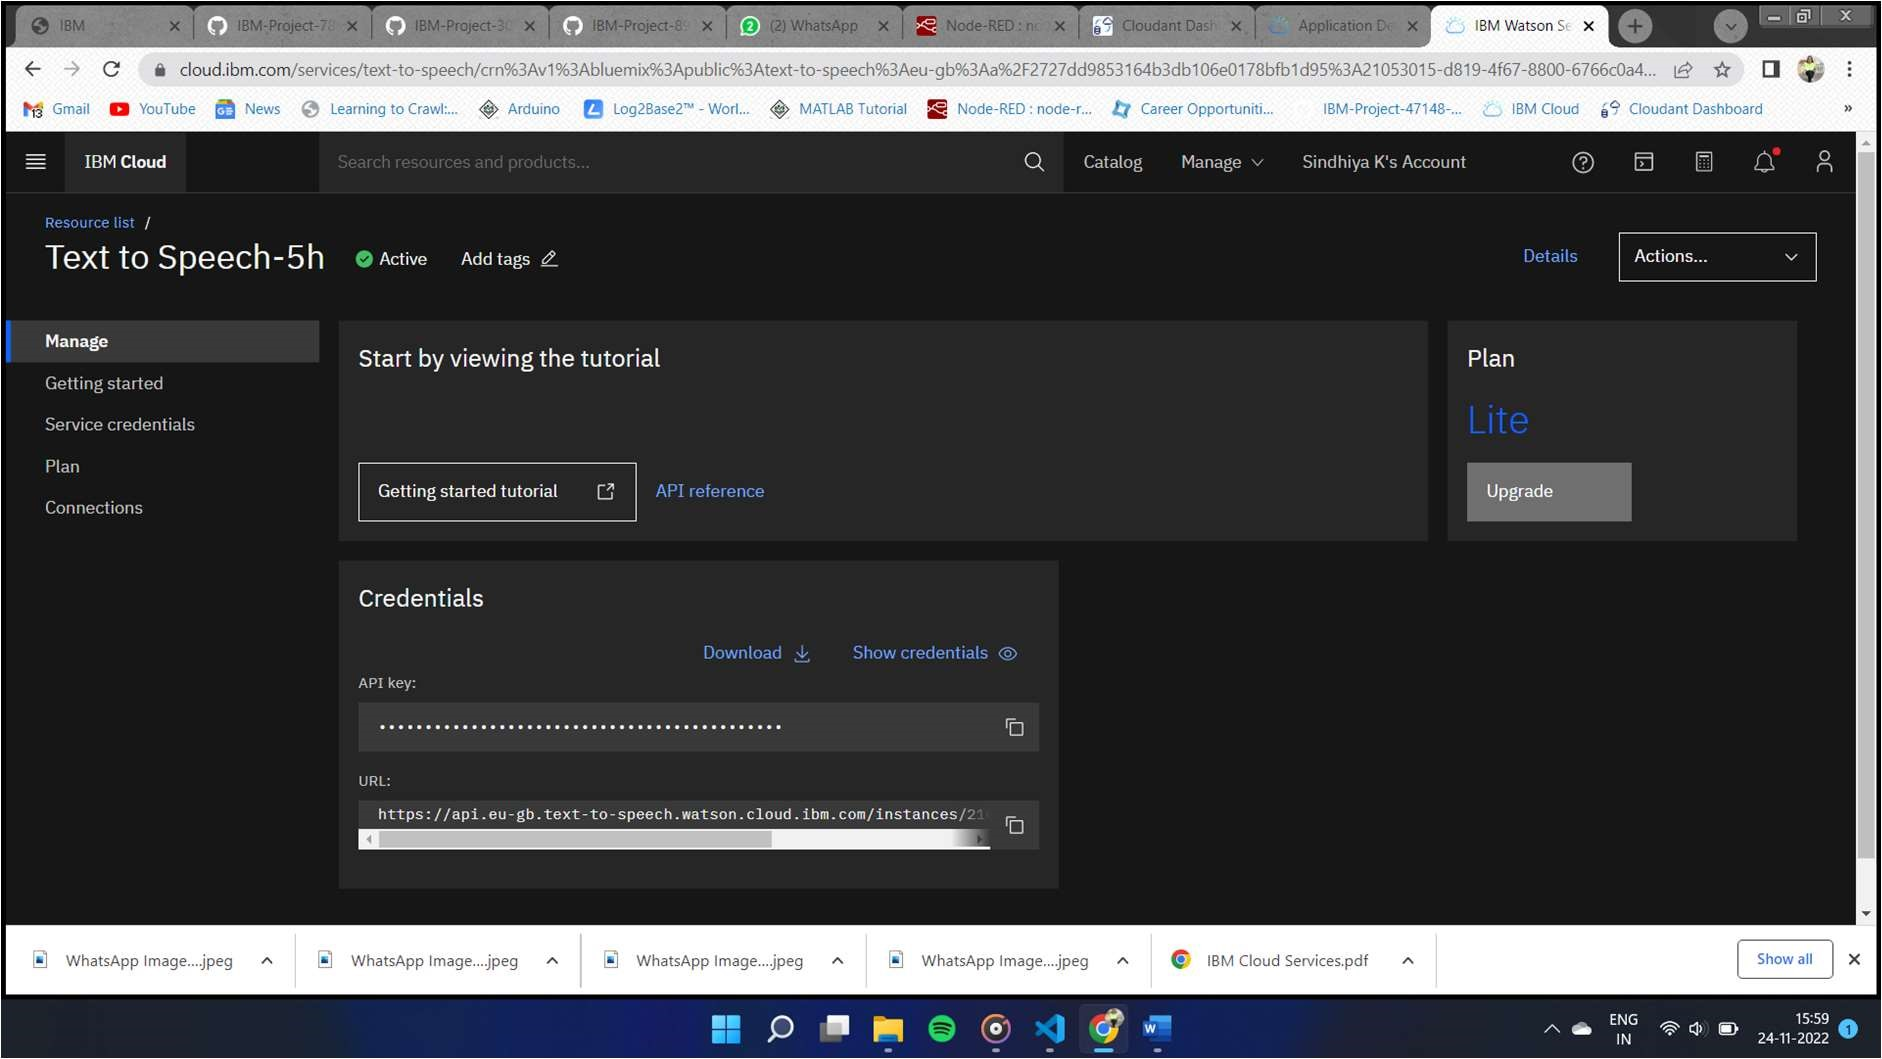 IBM
IBM-Project-78
IBM-Project-30
IBM-Project-89
(2) WhatsApp
Node-RED : no
Cloudant Dash
Application De
IBM Watson Se
cloud.ibm.com/services/text-to-speech/crn%3Av1%3Abluemix%3Apublic%3Atext-to-speech%3Aeu-gb%3Aa%2F2727dd9853164b3db106e0178bfb1d95%3A21053015-d819-4f67-8800-6766c0a4...
Gmail
YouTube
News
Learning to Crawl:...
Arduino
Log2Base2™ - Worl...
MATLAB Tutorial
Node-RED : node-r...
Career Opportuniti...
IBM-Project-47148-...
IBM Cloud
Cloudant Dashboard
»
IBM Cloud
Search resources and products...
Catalog
Manage
Sindhiya K's Account
Resource list /
Text to Speech-5h
Active
Add tags
Details
Actions...
Manage
Getting started
Service credentials
Plan
Connections
Start by viewing the tutorial
Getting started tutorial
API reference
Plan
Lite
Upgrade
Credentials
Download
Show credentials
API key:
URL:
https://api.eu-gb.text-to-speech.watson.cloud.ibm.com/instances/21
WhatsApp Image....jpeg
WhatsApp Image....jpeg
WhatsApp Image....jpeg
WhatsApp Image....jpeg
IBM Cloud Services.pdf
Show all
ENG
IN
15:59
24-11-2022
1